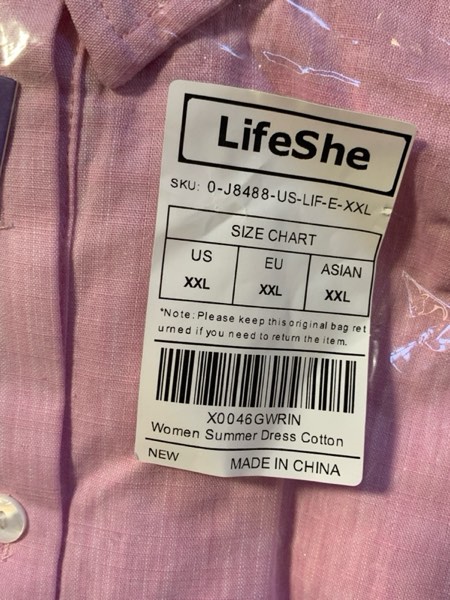 LifeShe
SKU: 0-J8488-US-LIF-E-XXL
SIZE CHART
US EU ASIAN
XXL XXL XXL
*Note: Please keep this original bag ret
urned if you need to return the item.
X0046GWRIN
Women Summer Dress Cotton
NEW MADE IN CHINA